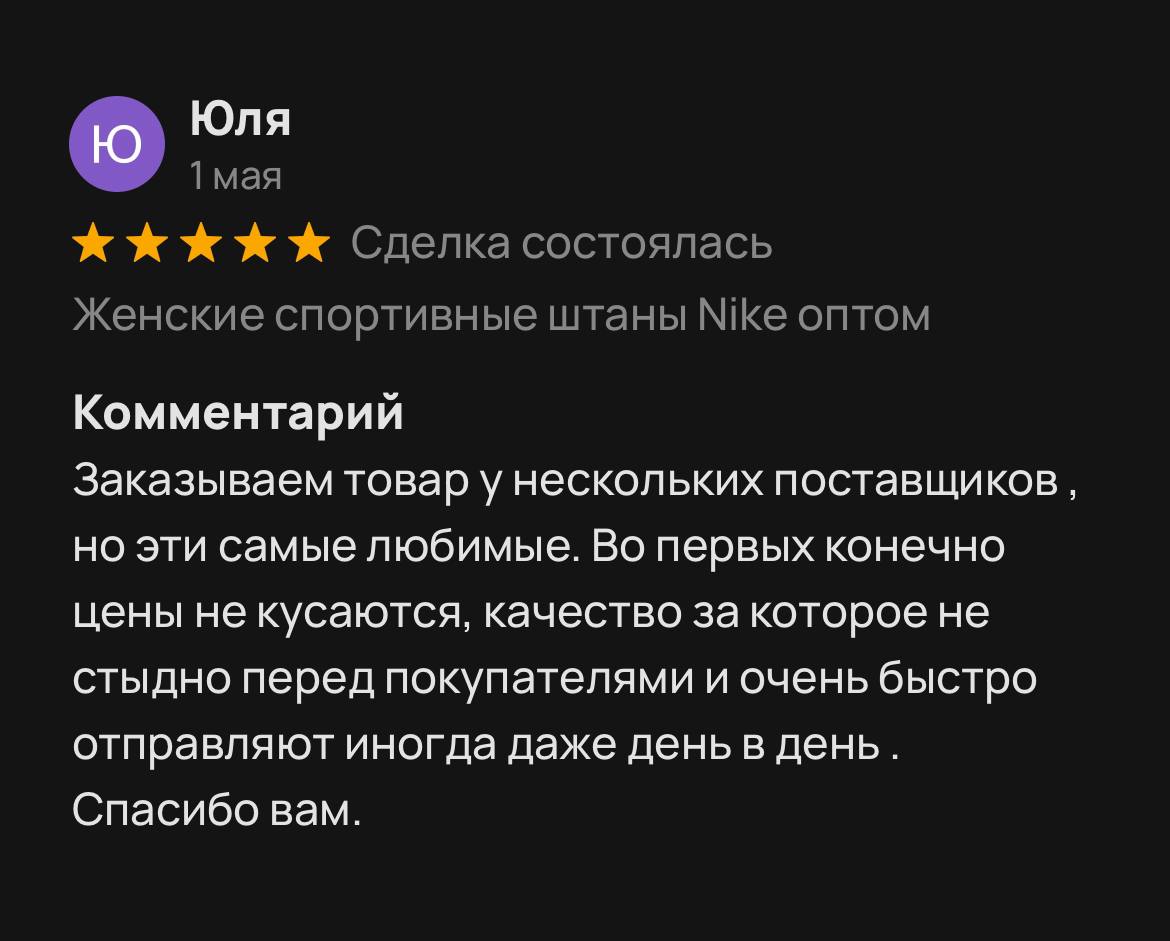 Ю
Юля
1 мая
Сделка состоялась
Женские спортивные штаны Nike оптом
Комментарий
Заказываем товар у нескольких поставщиков ,
но эти самые любимые. Во первых конечно
цены не кусаются, качество за которое не
стыдно перед покупателями и очень быстро
отправляют иногда даже день в день .
Спасибо вам.